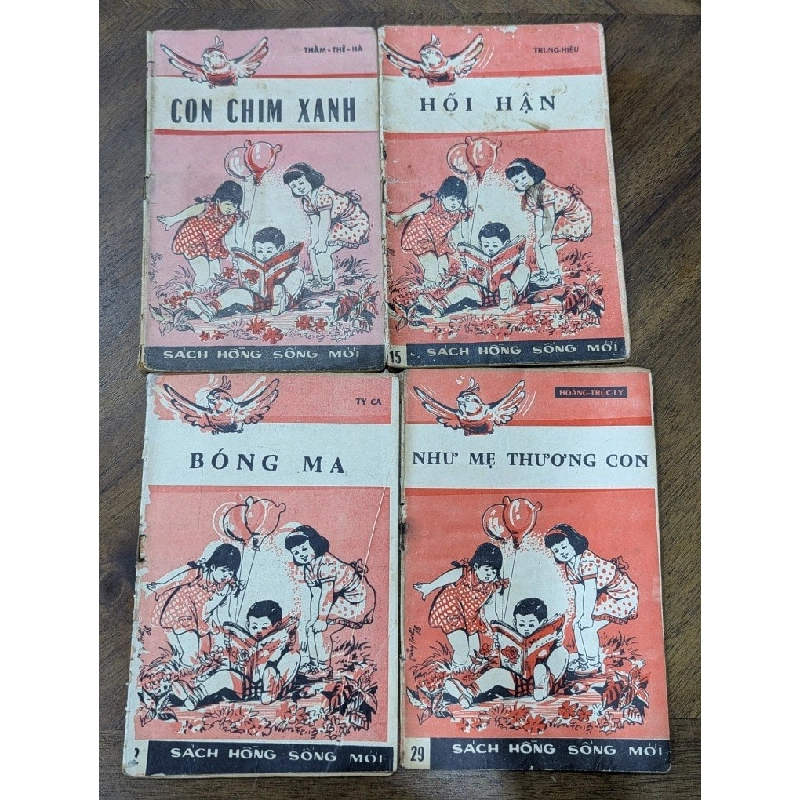 THẨM-THỆ-HÀ
CON CHIM XANH
SÁCH HỒNG SỐNG MỚI
TRUNG-HIẾU
HỐI HẬN
15
SÁCH HỒNG SỐNG MỚI
TY CA
BÓNG MA
2
SÁCH HỒNG SỐNG MỚI
HOÀNG-TRÚC-LY
NHƯ MẸ THƯƠNG CON
29
SÁCH HỒNG SỐNG MỚI